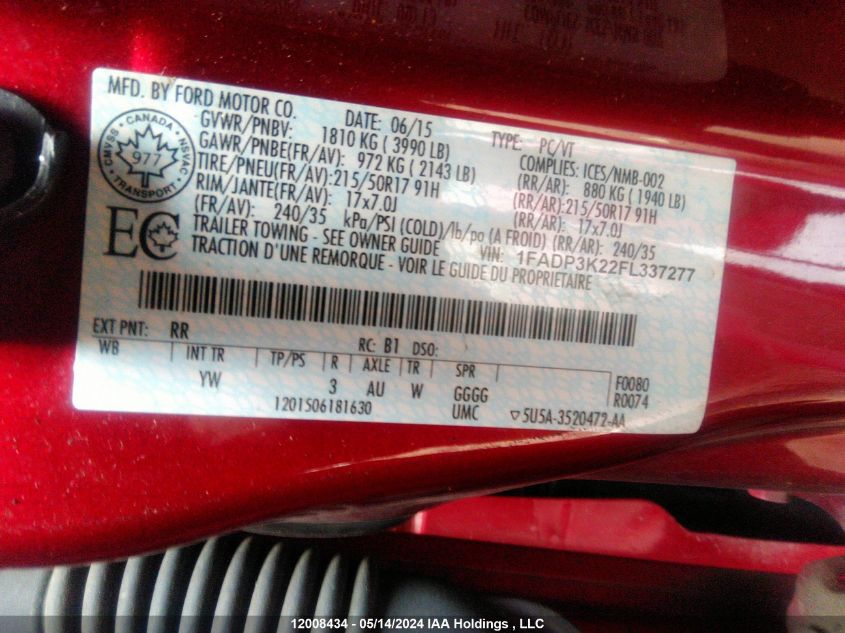 MFD. BY FORD MOTOR CO.
DATE: 06/15
TYPE: PC/VT
GVWR/PNBV: 1810 KG ( 3990 LB)
COMPLIES: ICES/NMB-002
GAWR/PNBE(FR/AV): 972 KG ( 2143 LB)
(RR/AR): 880 KG ( 1940 LB)
TIRE/PNEU(FR/AV): 215/50R17 91H
(RR/AR): 215/50R17 91H
RIM/JANTE(FR/AV): 17x7.0J
(RR/AR): 17x7.0J
(FR/AV): 240/35 kPa/PSI (COLD)/lb/po (A FROID) (RR/AR): 240/35
TRAILER TOWING - SEE OWNER GUIDE
VIN: 1FADP3K22FL337277
TRACTION D'UNE REMORQUE - VOIR LE GUIDE DU PROPRIETAIRE
CANADA
CMVSS
NSVAC
977
TRANSPORT
EC
EXT PNT: RR RC: B1 DSO:
WB INT TR TP/PS R AXLE TR SPR
YW 3 AU W GGGG
F0080
R0074
1201506181630
UMC
5U5A-3520472-AA
12008434 - 05/14/2024 IAA Holdings , LLC